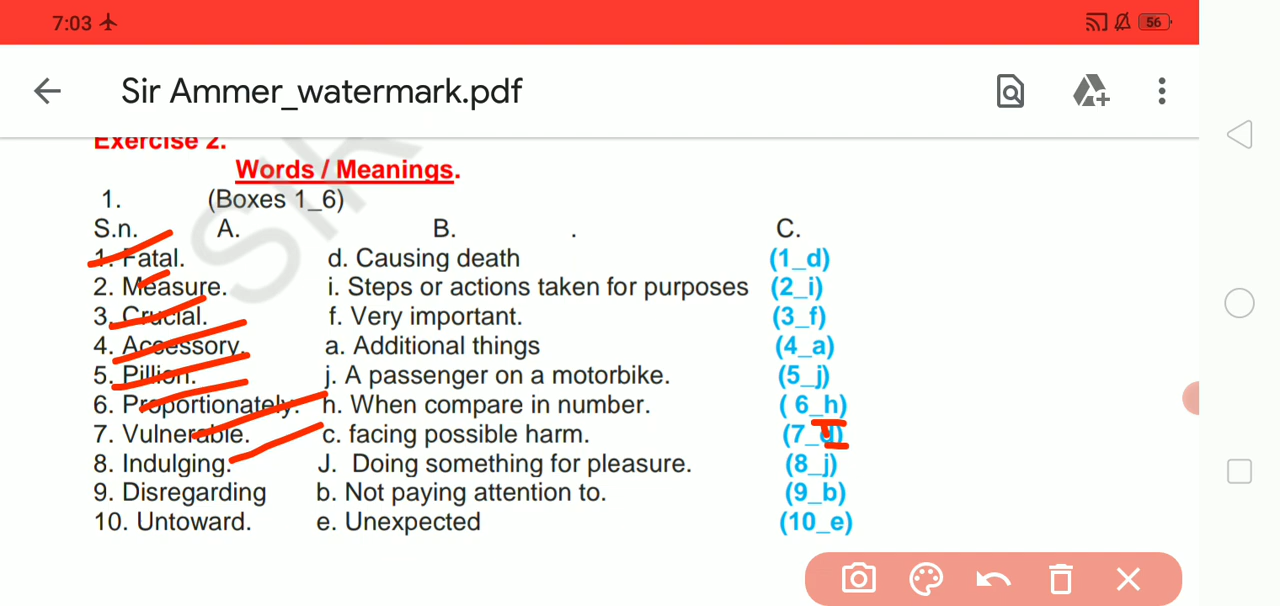 7:03
56
Sir Ammer_watermark.pdf
Exercise 2.
Words / Meanings.
1. (Boxes 1_6)
S.n. A. B. . C.
1. Fatal. d. Causing death (1_d)
2. Measure. i. Steps or actions taken for purposes (2_i)
3. Crucial. f. Very important. (3_f)
4. Accessory. a. Additional things (4_a)
5. Pillion. j. A passenger on a motorbike. (5_j)
6. Proportionately. h. When compare in number. ( 6_h)
7. Vulnerable. c. facing possible harm. (7_d)
8. Indulging. J. Doing something for pleasure. (8_j)
9. Disregarding b. Not paying attention to. (9_b)
10. Untoward. e. Unexpected (10_e)